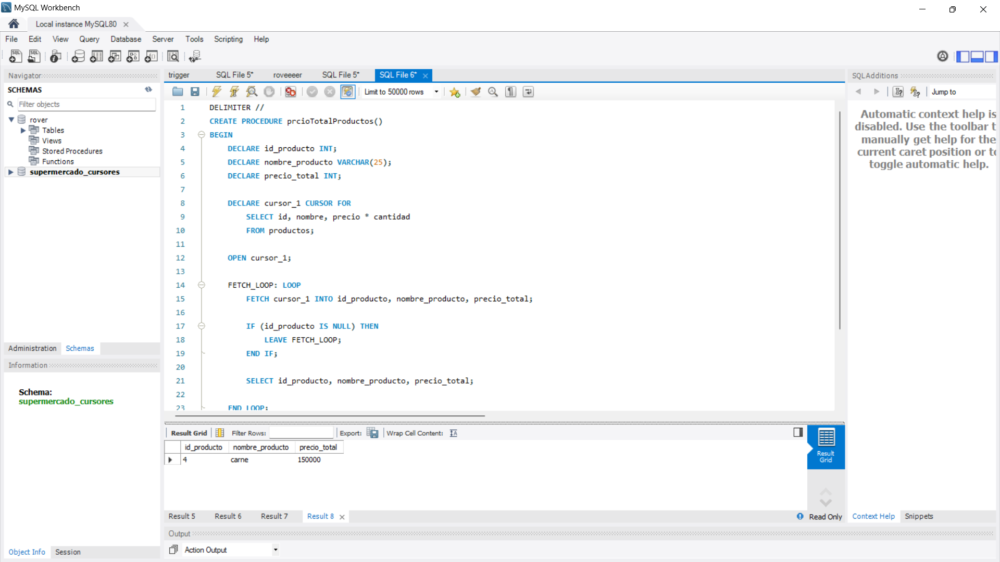 MySQL Workbench
Local instance MySQL80
File Edit View Query Database Server Tools Scripting Help
Navigator
SCHEMAS
Filter objects
rover
Tables
Views
Stored Procedures
Functions
supermercado_cursores
Administration Schemas
Information
Schema:
supermercado_cursores
Object Info Session
trigger SQL File 5* roveeeer SQL File 5* SQL File 6*
Limit to 50000 rows
1 DELIMITER //
2 CREATE PROCEDURE prcioTotalProductos()
3 BEGIN
4 DECLARE id_producto INT;
5 DECLARE nombre_producto VARCHAR(25);
6 DECLARE precio_total INT;
7
8 DECLARE cursor_1 CURSOR FOR
9 SELECT id, nombre, precio * cantidad
10 FROM productos;
11
12 OPEN cursor_1;
13
14 FETCH_LOOP: LOOP
15 FETCH cursor_1 INTO id_producto, nombre_producto, precio_total;
16
17 IF (id_producto IS NULL) THEN
18 LEAVE FETCH_LOOP;
19 END IF;
20
21 SELECT id_producto, nombre_producto, precio_total;
22
23 END LOOP;
Result Grid Filter Rows: Export: Wrap Cell Content:
id_producto nombre_producto precio_total
4 carne 150000
Result Grid
Result 5 Result 6 Result 7 Result 8
Read Only
Output
Action Output
SQLAdditions
Jump to
Automatic context help is
disabled. Use the toolbar t
manually get help for the
current caret position or to
toggle automatic help.
Context Help Snippets